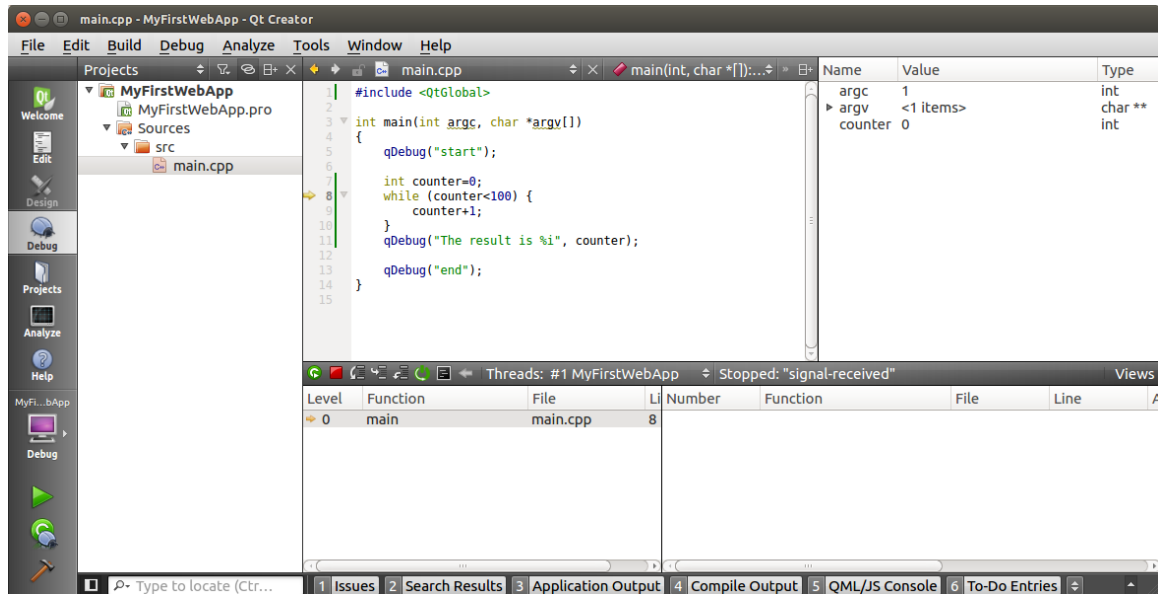 main.cpp - MyFirstWebApp - Qt Creator
File Edit Build Debug Analyze Tools Window Help
Projects
main.cpp
main(int, char *[]):...
Name Value Type
Welcome
Edit
Design
Debug
Projects
Analyze
Help
MyFi...bApp
Debug
MyFirstWebApp
MyFirstWebApp.pro
Sources
src
main.cpp
1 #include <QtGlobal>
2
3 int main(int argc, char *argv[])
4 {
5 qDebug("start");
6
7 int counter=0;
8 while (counter<100) {
9 counter+1;
10 }
11 qDebug("The result is %i", counter);
12
13 qDebug("end");
14 }
15
argc 1 int
argv <1 items> char **
counter 0 int
Threads: #1 MyFirstWebApp Stopped: "signal-received" Views
Level Function File Li Number Function File Line A
0 main main.cpp 8
Type to locate (Ctr...
1 Issues 2 Search Results 3 Application Output 4 Compile Output 5 QML/JS Console 6 To-Do Entries